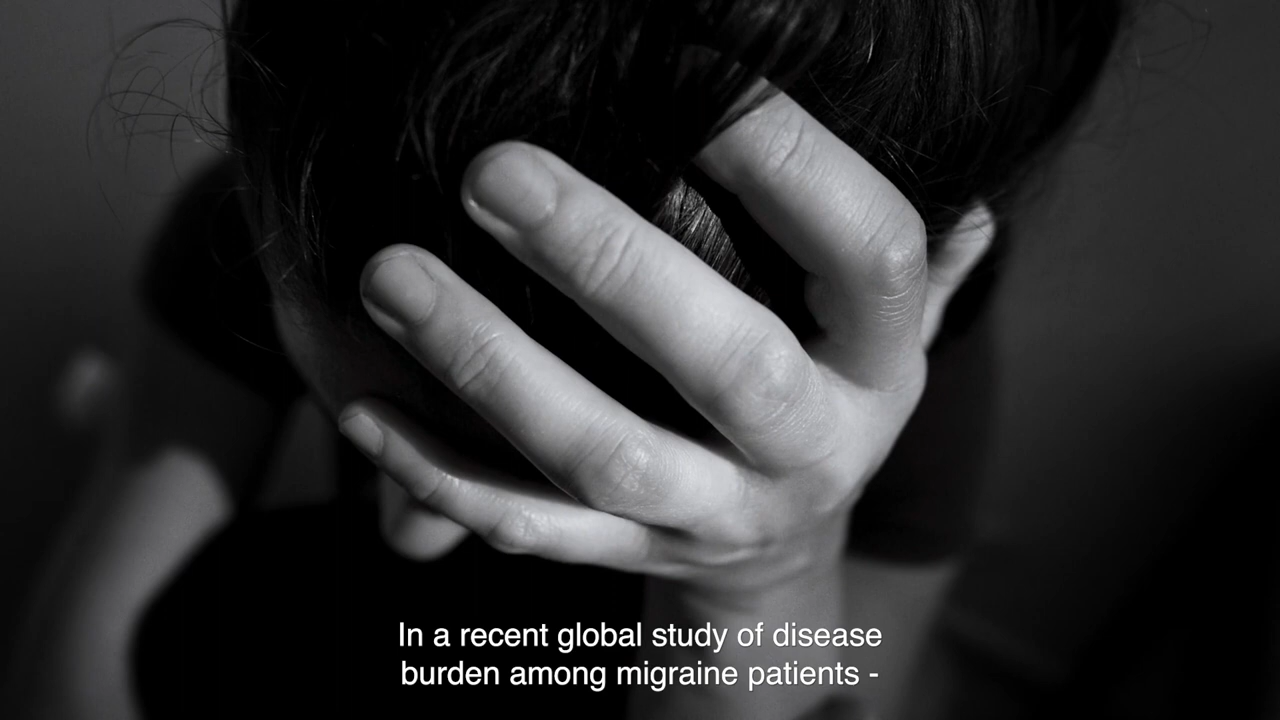 In a recent global study of disease
burden among migraine patients -